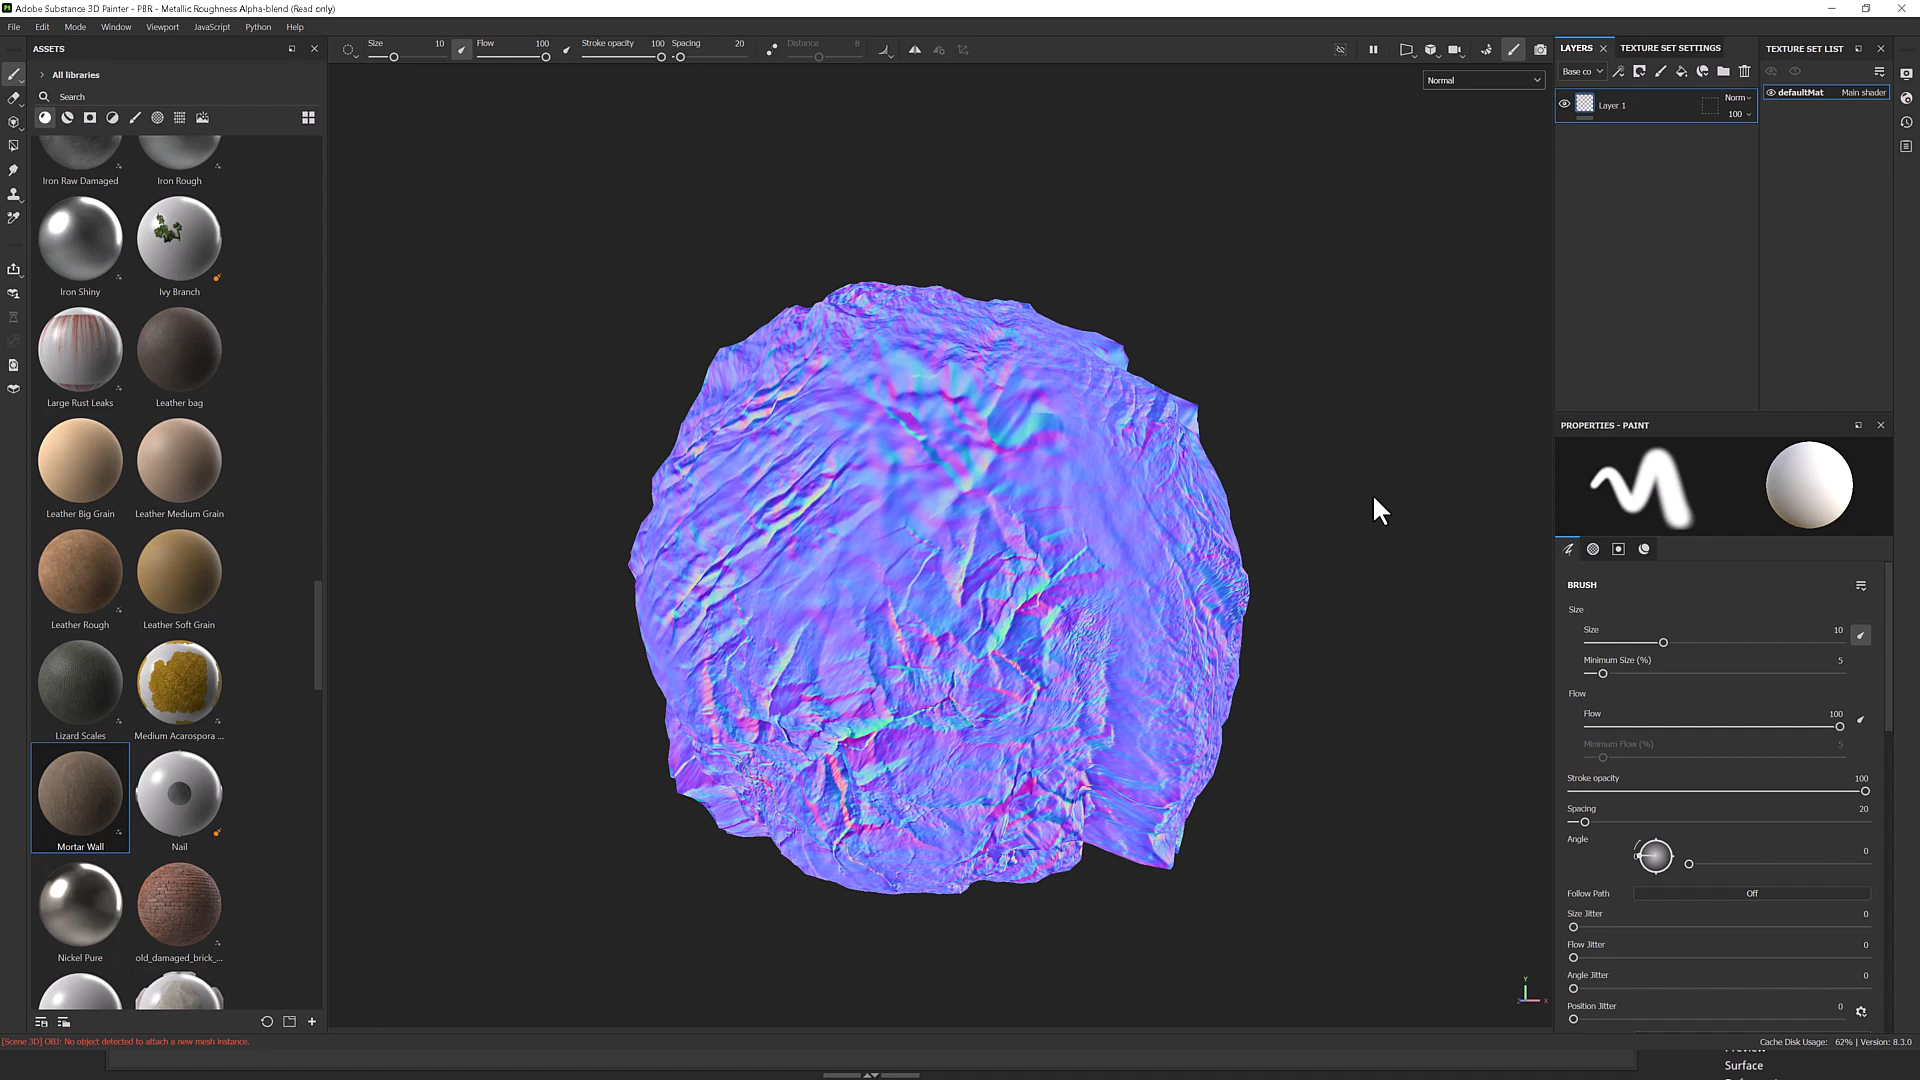 Adobe Substance 3D Painter - PBR - Metallic Roughness Alpha-blend (Read only)
File Edit Mode Window Viewport JavaScript Python Help
ASSETS
Size 10 Flow 100 Stroke opacity 100 Spacing 20 Distance 8
LAYERS TEXTURE SET SETTINGS
TEXTURE SET LIST
All libraries
Search
Normal
Base co
defaultMat Main shader
Layer 1 Norm
100
Iron Raw Damaged Iron Rough
Iron Shiny Ivy Branch
Large Rust Leaks Leather bag
Leather Big Grain Leather Medium Grain
Leather Rough Leather Soft Grain
Lizard Scales Medium Acarospora ...
Mortar Wall Nail
Nickel Pure old_damaged_brick_...
PROPERTIES - PAINT
BRUSH
Size
Size 10
Minimum Size (%) 5
Flow
Flow 100
Minimum Flow (%) 5
Stroke opacity 100
Spacing 20
Angle
0
Follow Path Off
Size Jitter 0
Flow Jitter 0
Angle Jitter 0
Position Jitter 0
Y
X
[Scene 3D] OBJ: No object detected to attach a new mesh instance.
Cache Disk Usage: 62% | Version: 8.3.0
Surface